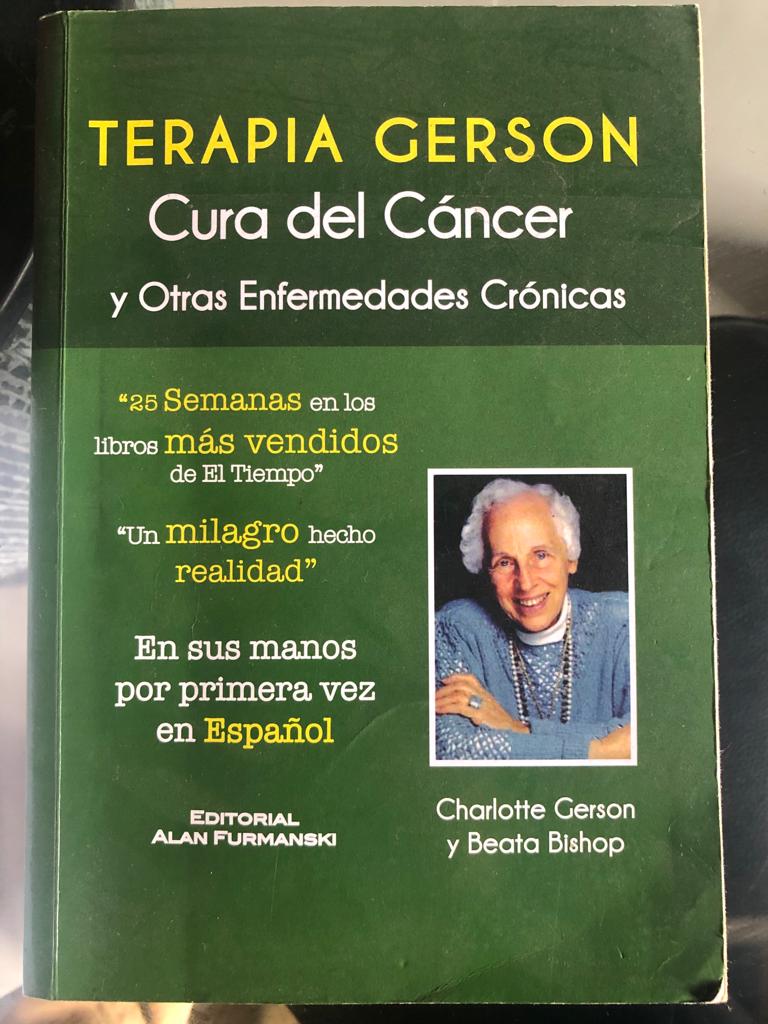 TERAPIA GERSON
Cura del Cáncer
y Otras Enfermedades Crónicas
“25 Semanas en los
libros más vendidos
de El Tiempo”
“Un milagro hecho
realidad”
En sus manos
por primera vez
en Español
EDITORIAL
ALAN FURMANSKI
Charlotte Gerson
y Beata Bishop